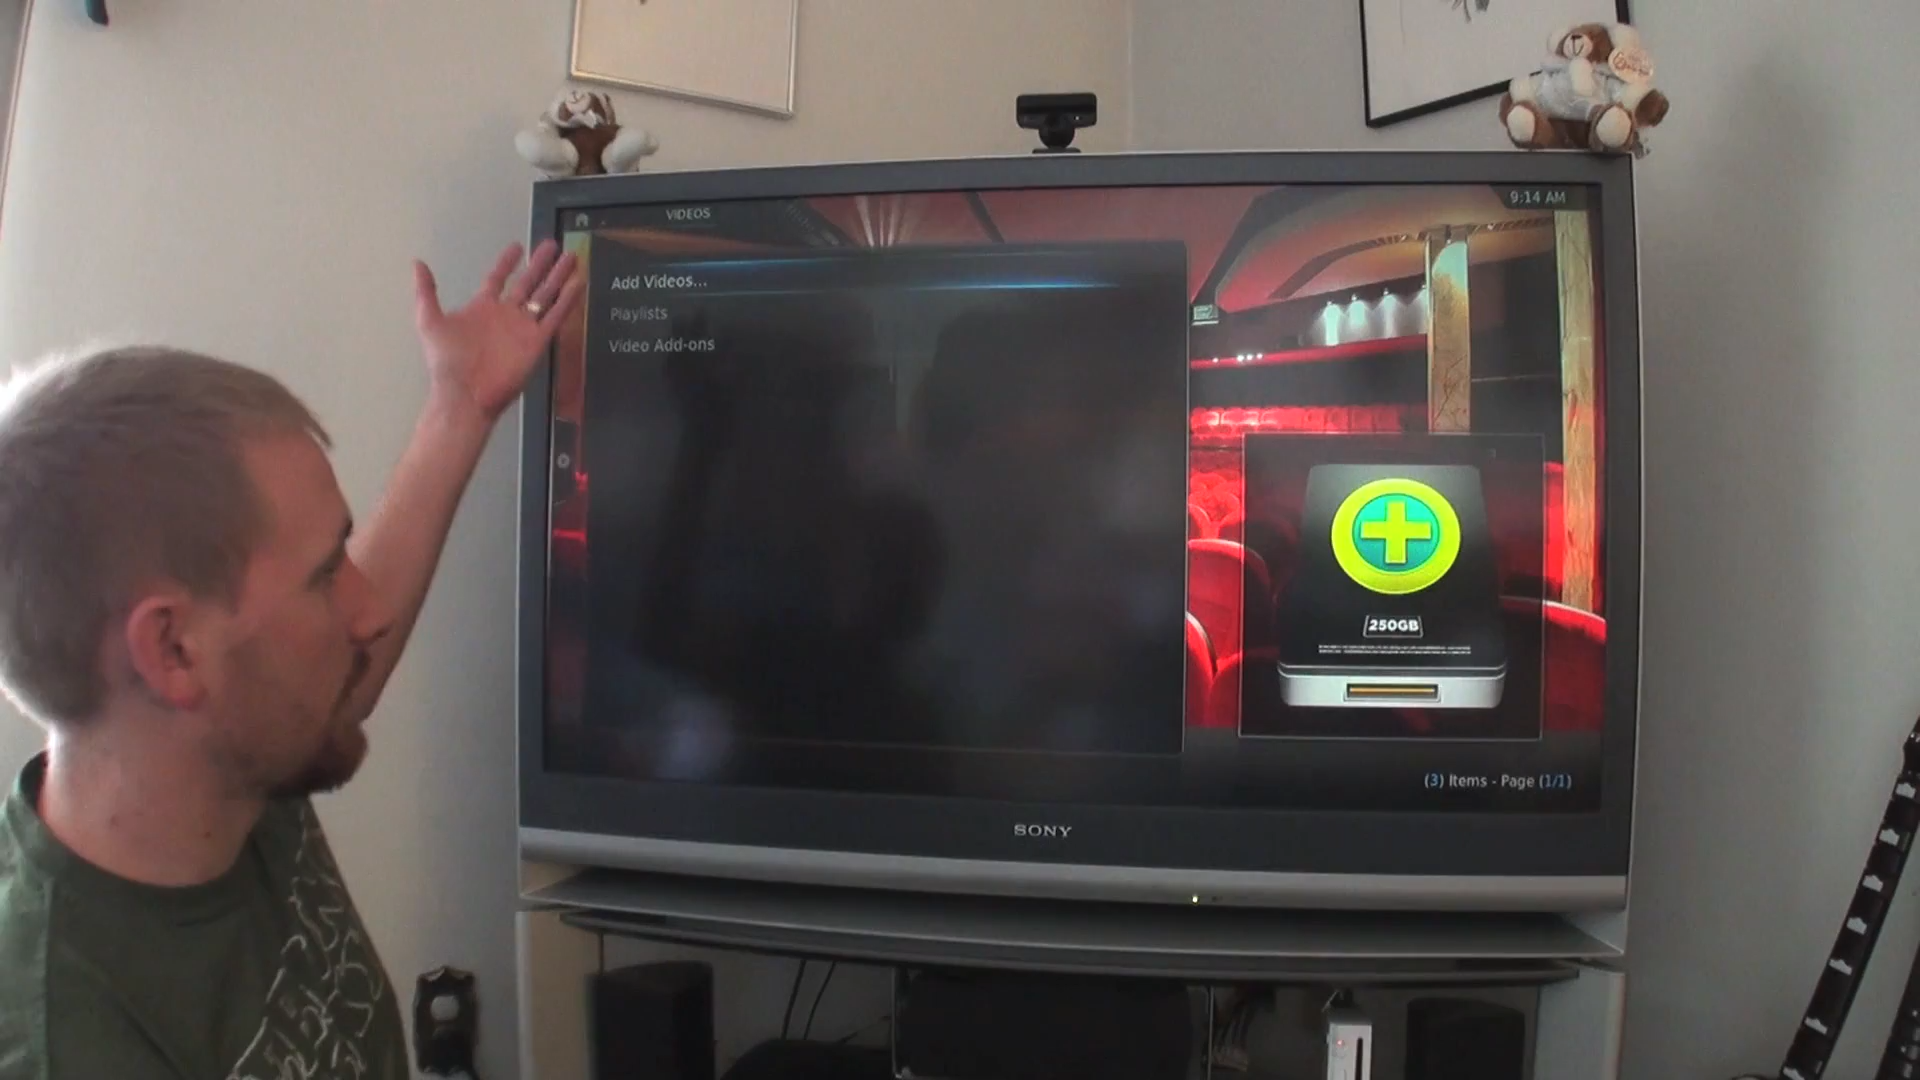 VIDEOS
9:14 AM
Add Videos...
Playlists
Video Add-ons
250GB
(3) Items - Page (1/1)
SONY